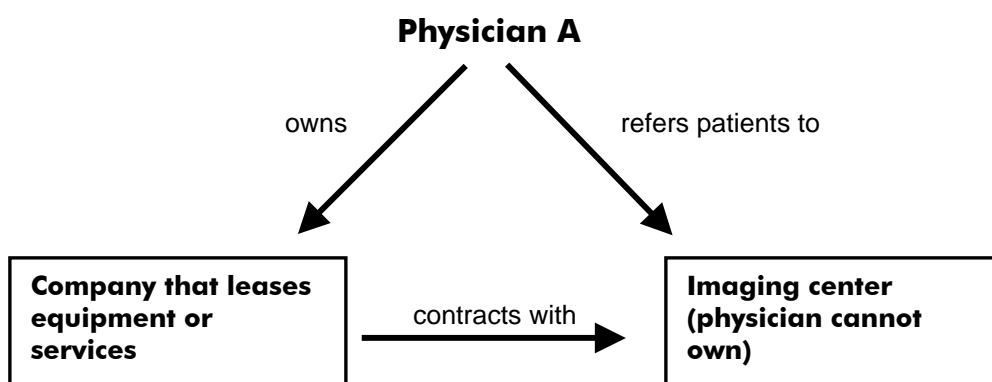 Physician A
owns
refers patients to
Company that leases
equipment or
services
contracts with
Imaging center
(physician cannot
own)